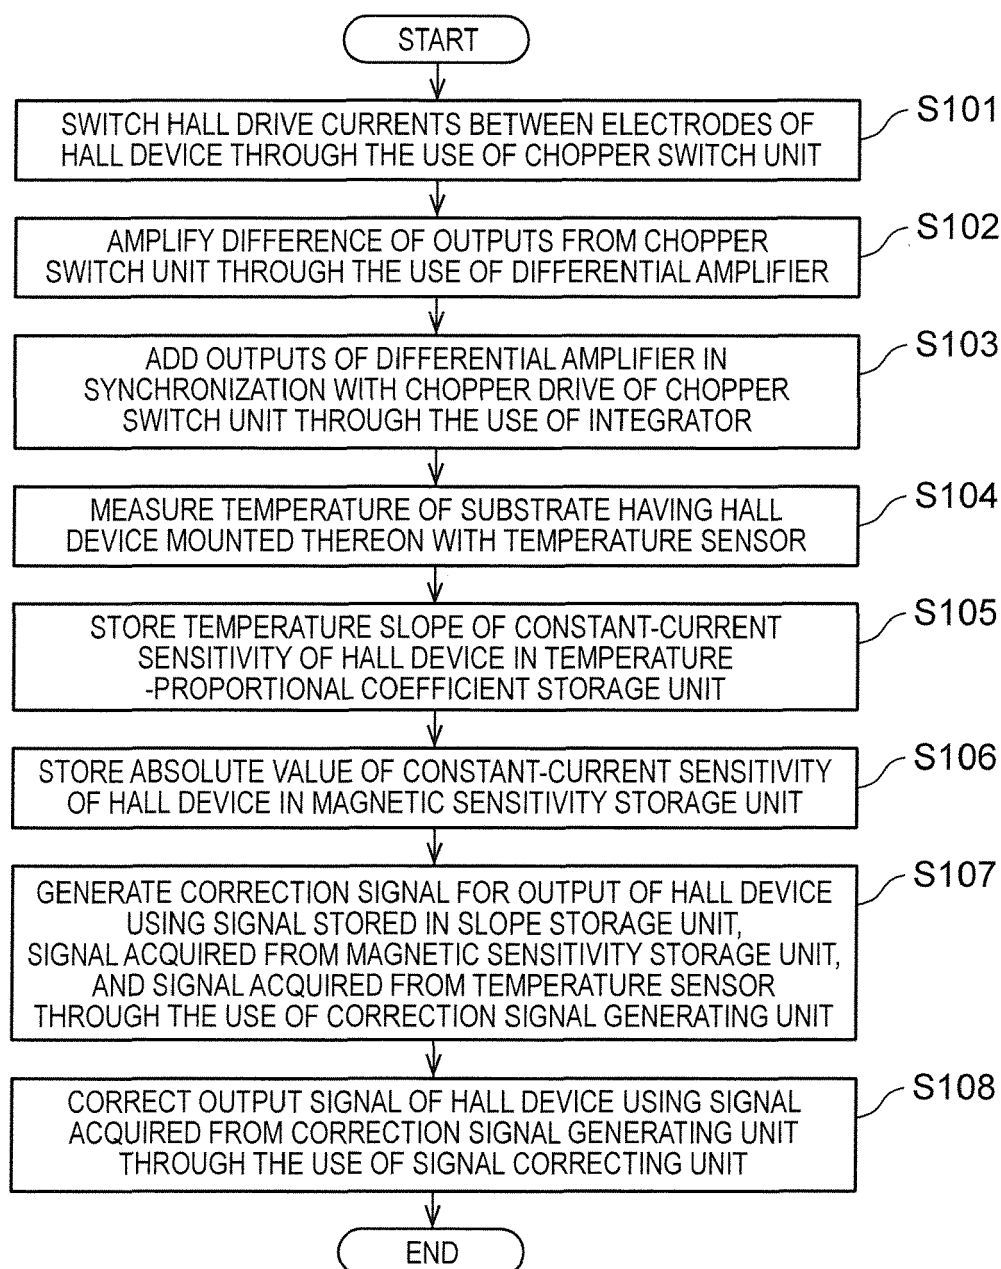 START
S101
SWITCH HALL DRIVE CURRENTS BETWEEN ELECTRODES OF
HALL DEVICE THROUGH THE USE OF CHOPPER SWITCH UNIT
S102
AMPLIFY DIFFERENCE OF OUTPUTS FROM CHOPPER
SWITCH UNIT THROUGH THE USE OF DIFFERENTIAL AMPLIFIER
S103
ADD OUTPUTS OF DIFFERENTIAL AMPLIFIER IN
SYNCHRONIZATION WITH CHOPPER DRIVE OF CHOPPER
SWITCH UNIT THROUGH THE USE OF INTEGRATOR
S104
MEASURE TEMPERATURE OF SUBSTRATE HAVING HALL
DEVICE MOUNTED THEREON WITH TEMPERATURE SENSOR
S105
STORE TEMPERATURE SLOPE OF CONSTANT-CURRENT
SENSITIVITY OF HALL DEVICE IN TEMPERATURE
-PROPORTIONAL COEFFICIENT STORAGE UNIT
S106
STORE ABSOLUTE VALUE OF CONSTANT-CURRENT SENSITIVITY
OF HALL DEVICE IN MAGNETIC SENSITIVITY STORAGE UNIT
S107
GENERATE CORRECTION SIGNAL FOR OUTPUT OF HALL DEVICE
USING SIGNAL STORED IN SLOPE STORAGE UNIT,
SIGNAL ACQUIRED FROM MAGNETIC SENSITIVITY STORAGE UNIT,
AND SIGNAL ACQUIRED FROM TEMPERATURE SENSOR
THROUGH THE USE OF CORRECTION SIGNAL GENERATING UNIT
S108
CORRECT OUTPUT SIGNAL OF HALL DEVICE USING SIGNAL
ACQUIRED FROM CORRECTION SIGNAL GENERATING UNIT
THROUGH THE USE OF SIGNAL CORRECTING UNIT
END